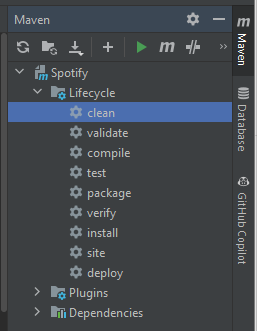 Maven
Spotify
Lifecycle
clean
validate
compile
test
package
verify
install
site
deploy
Plugins
Dependencies
Maven
Database
GitHub Copilot